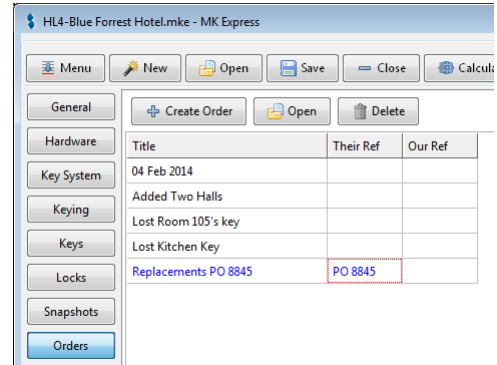 HL4-Blue Forrest Hotel.mke - MK Express
Menu New Open Save Close
General Create Order Open Delete
Hardware Title Their Ref Our Ref
Key System 04 Feb 2014
Added Two Halls
Keying Lost Room 105's key
Keys Lost Kitchen Key
Locks Replacements PO 8845 PO 8845
Snapshots
Orders